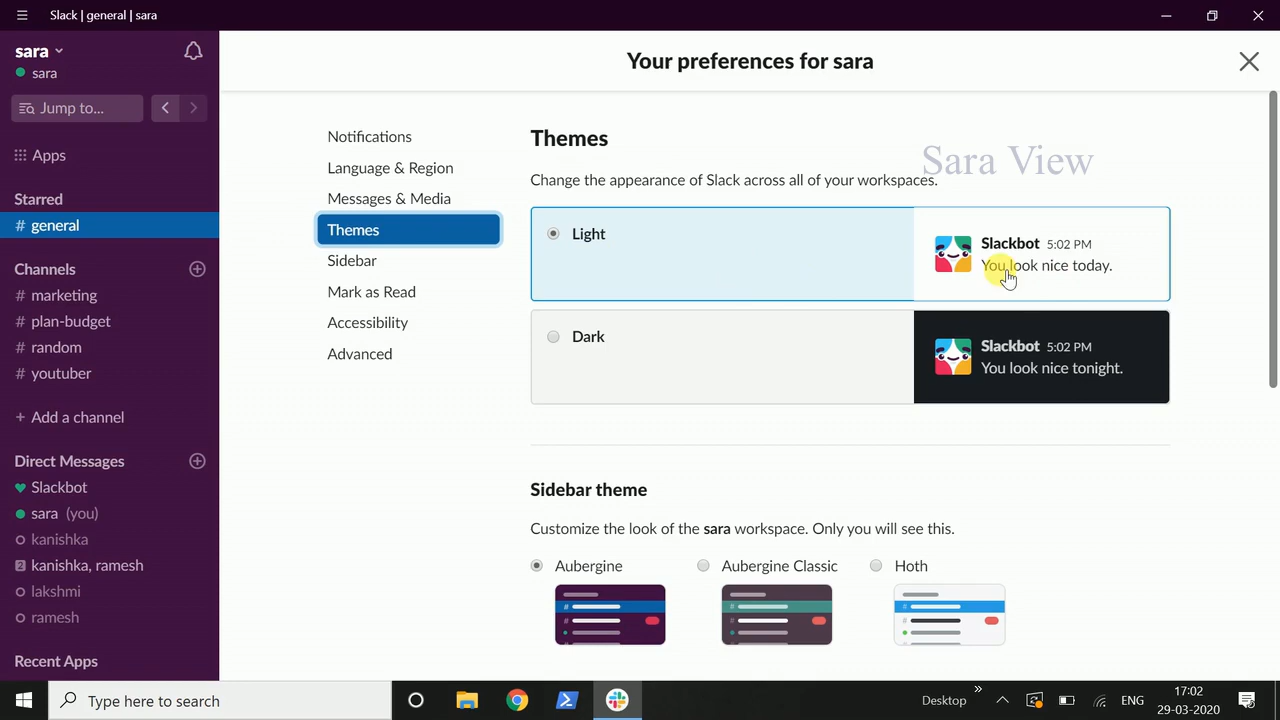 Slack | general | sara
sara
sara
Jump to...
Apps
Starred
# general
Channels
# marketing
# plan-budget
# random
# youtuber
+ Add a channel
Direct Messages
Slackbot
sara (you)
kanishka
2 kanishka, ramesh
lakshmi
ramesh
Recent Apps
Your preferences for sara
Notifications
Language & Region
Messages & Media
Themes
Sidebar
Mark as Read
Accessibility
Advanced
Themes
Sara View
Change the appearance of Slack across all of your workspaces.
Light
Slackbot 5:02 PM
You look nice today.
Dark
Slackbot 5:02 PM
You look nice tonight.
Sidebar theme
Customize the look of the sara workspace. Only you will see this.
Aubergine
Aubergine Classic
Hoth
Type here to search
Desktop
ENG
17:02
29-03-2020